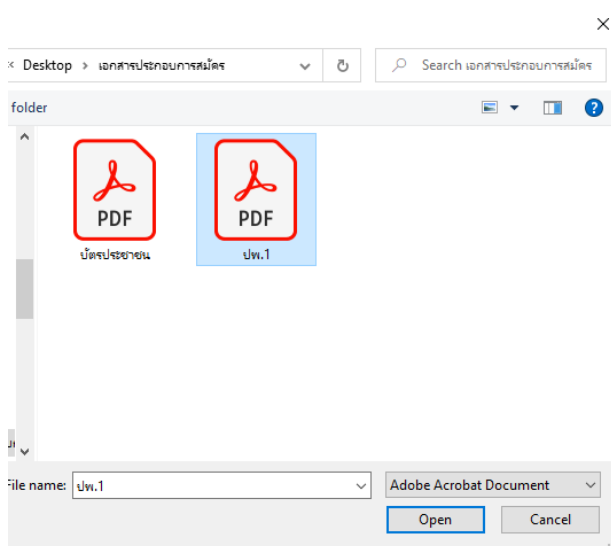 Desktop › เอกสารประกอบการสมัคร
Search เอกสารประกอบการสมัคร
folder
PDF
PDF
บัตรประชาชน
ปพ.1
File name: ปพ.1
Adobe Acrobat Document
Open
Cancel